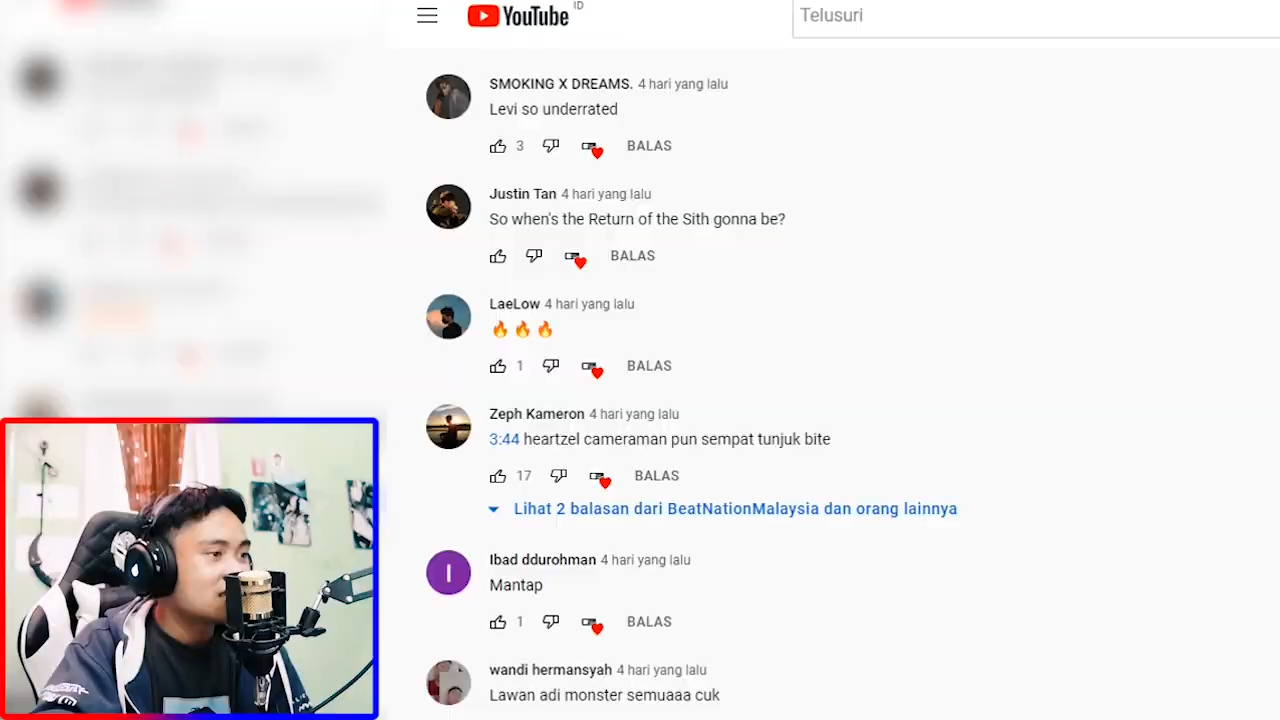 YouTube ID
Telusuri
SMOKING X DREAMS. 4 hari yang lalu
Levi so underrated
3 BALAS
Justin Tan 4 hari yang lalu
So when's the Return of the Sith gonna be?
BALAS
LaeLow 4 hari yang lalu
🔥🔥🔥
1 BALAS
Zeph Kameron 4 hari yang lalu
3:44 heartzel cameraman pun sempat tunjuk bite
17 BALAS
Lihat 2 balasan dari BeatNationMalaysia dan orang lainnya
I
Ibad ddurohman 4 hari yang lalu
Mantap
1 BALAS
wandi hermansyah 4 hari yang lalu
Lawan adi monster semuaaa cuk